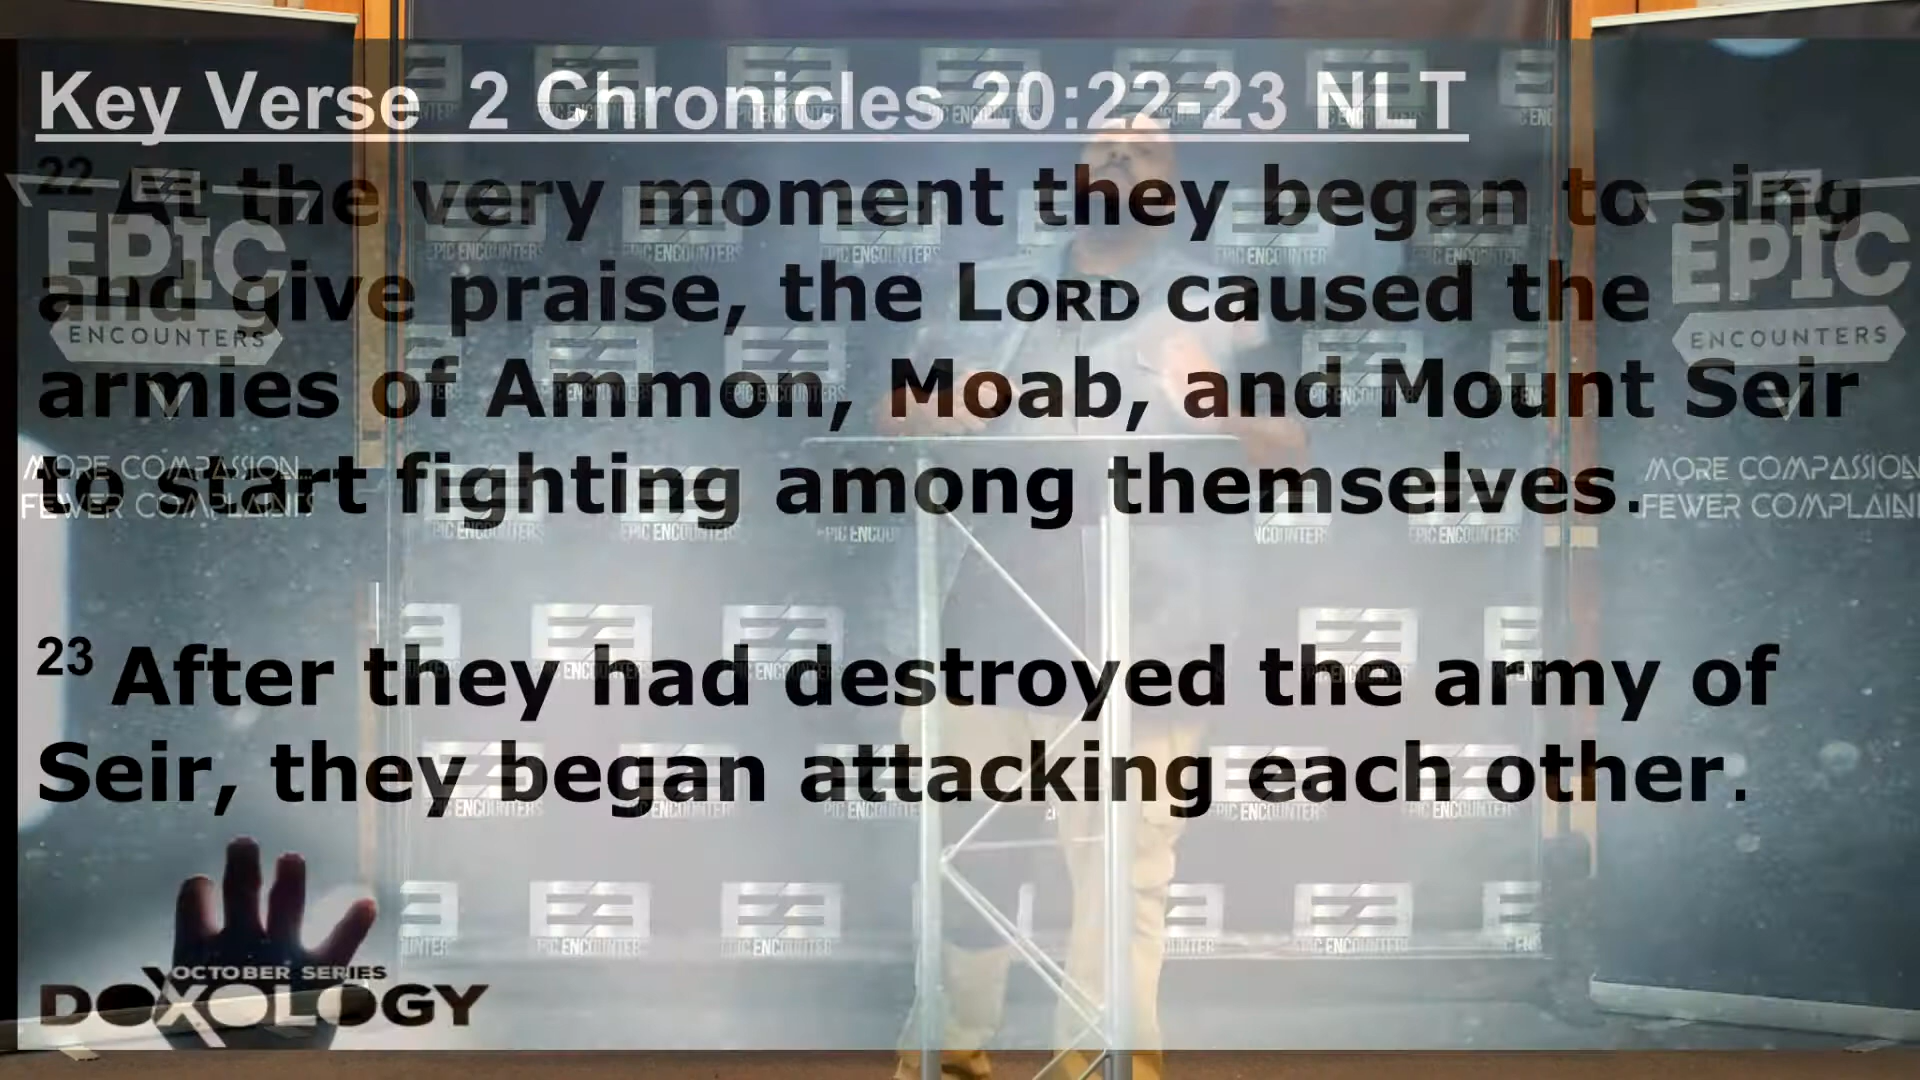 Key Verse 2 Chronicles 20:22-23 NLT
22 At the very moment they began to sing
and give praise, the LORD caused the
armies of Ammon, Moab, and Mount Seir
to start fighting among themselves.
23 After they had destroyed the army of
Seir, they began attacking each other.
OCTOBER SERIES
DOXOLOGY
EPIC
ENCOUNTERS
MORE COMPASSION
FEWER COMPLAINTS
EPIC
ENCOUNTERS
MORE COMPASSION
FEWER COMPLAIN
EPIC ENCOUNTERS